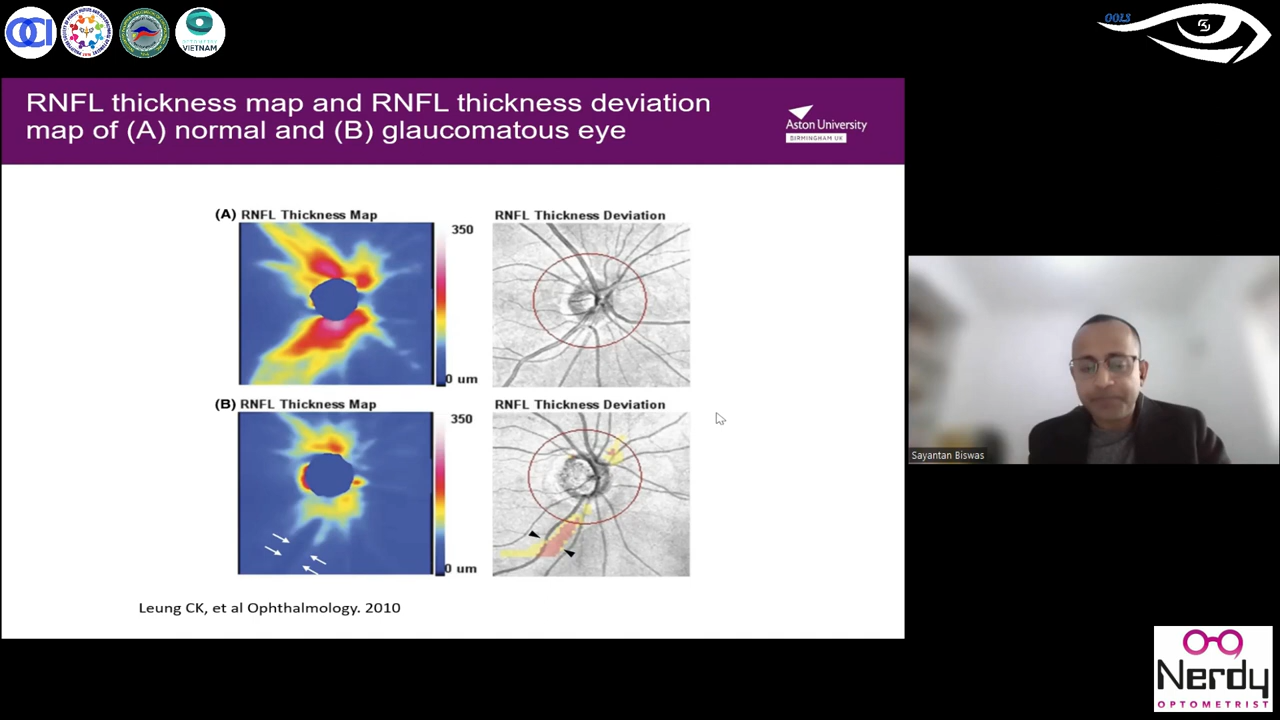 OCI
VIETNAM
OOLS
RNFL thickness map and RNFL thickness deviation
map of (A) normal and (B) glaucomatous eye
Aston University
BIRMINGHAM UK
(A) RNFL Thickness Map
RNFL Thickness Deviation
350
0 um
(B) RNFL Thickness Map
RNFL Thickness Deviation
350
0 um
Leung CK, et al Ophthalmology. 2010
Sayantan Biswas
Nerdy
OPTOMETRIST